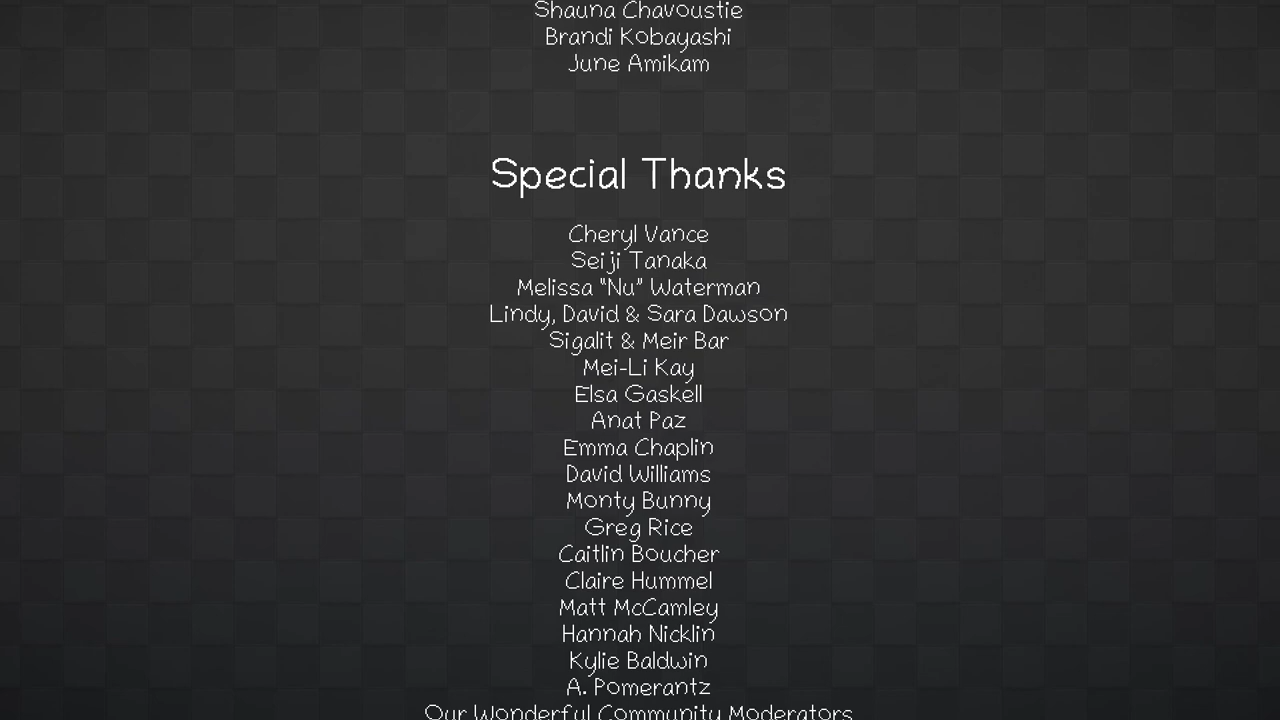 Shauna Chavoustie
Brandi Kobayashi
June Amikam
Special Thanks
Cheryl Vance
Seiji Tanaka
Melissa "Nu" Waterman
Lindy, David & Sara Dawson
Sigalit & Meir Bar
Mei-Li Kay
Elsa Gaskell
Anat Paz
Emma Chaplin
David Williams
Monty Bunny
Greg Rice
Caitlin Boucher
Claire Hummel
Matt McCamley
Hannah Nicklin
Kylie Baldwin
A. Pomerantz
Our Wonderful Community Moderators